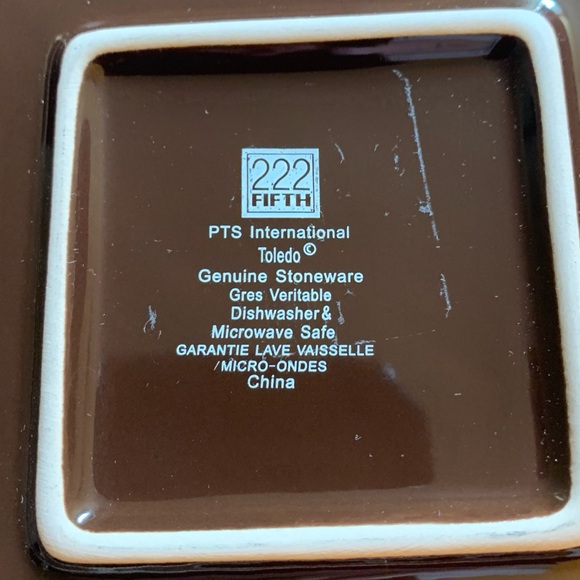 222
FIFTH
PTS International
Toledo©
Genuine Stoneware
Gres Veritable
Dishwasher &
Microwave Safe
GARANTIE LAVE VAISSELLE
/MICRO-ONDES
China